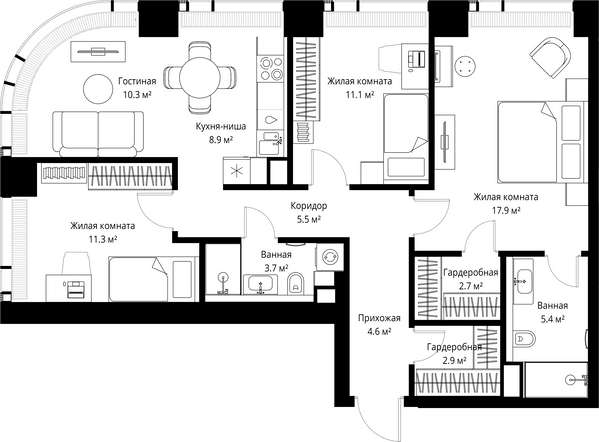 Гостиная
10.3 м²
Кухня-ниша
8.9 м²
Жилая комната
11.1 м²
Жилая комната
17.9 м²
Коридор
5.5 м²
Жилая комната
11.3 м²
Ванная
3.7 м²
Гардеробная
2.7 м²
Ванная
5.4 м²
Прихожая
4.6 м²
Гардеробная
2.9 м²